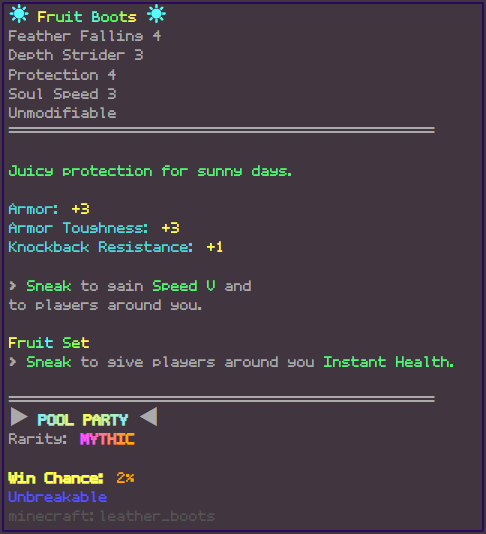 ☀ Fruit Boots ☀
Feather Falling 4
Depth Strider 3
Protection 4
Soul Speed 3
Unmodifiable
Juicy protection for sunny days.
Armor: +3
Armor Toughness: +3
Knockback Resistance: +1
> Sneak to gain Speed V and
to players around you.
Fruit Set
> Sneak to give players around you Instant Health.
▶ POOL PARTY ◀
Rarity: MYTHIC
Win Chance: 2%
Unbreakable
minecraft:leather_boots